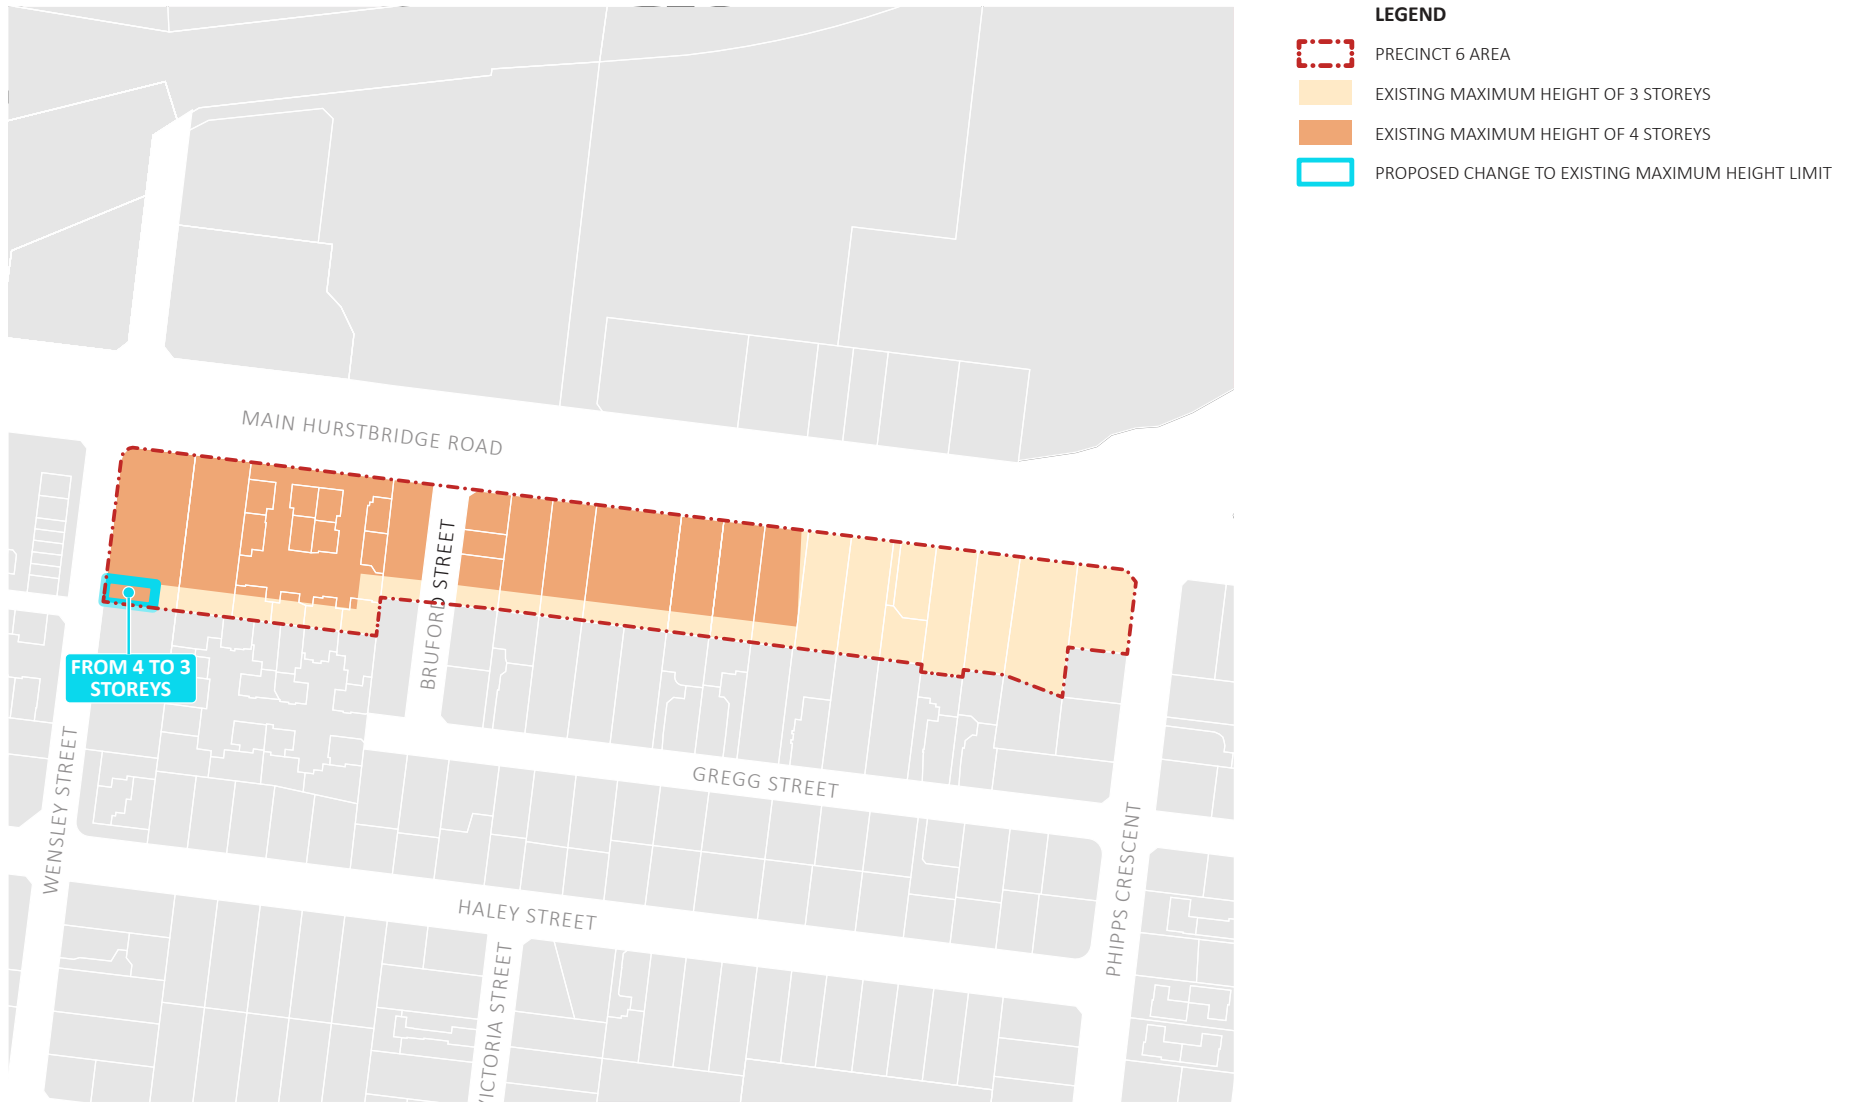 LEGEND
PRECINCT 6 AREA
EXISTING MAXIMUM HEIGHT OF 3 STOREYS
EXISTING MAXIMUM HEIGHT OF 4 STOREYS
PROPOSED CHANGE TO EXISTING MAXIMUM HEIGHT LIMIT
MAIN HURSTBRIDGE ROAD
BRUFORD STREET
FROM 4 TO 3
STOREYS
WENSLEY STREET
GREGG STREET
PHIPPS CRESCENT
HALEY STREET
VICTORIA STREET